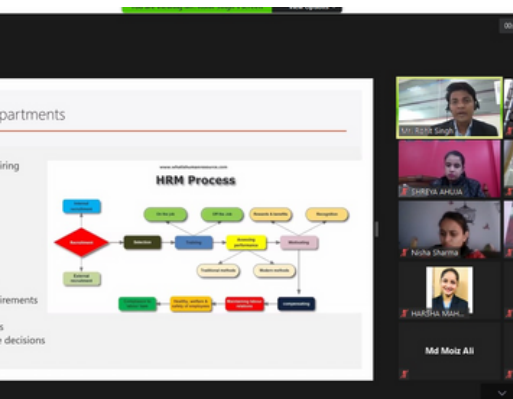 partments
iring
irements
s
e decisions
www.whatishumanresource.com
HRM Process
Internal
recruitment
Recruitment
External
recruitment
Selection
On the job
Off the Job
Training
Assessing
performance
Traditional methods
Modern methods
Rewards & benefits
Recognition
Motivating
compensating
Maintaining labour
relations
Healthy, welfare &
safety of employees
00:
Mr. Rohit Singh
SHREYA AHUJA
Nisha Sharma
HARSHA MAH...
Md Moiz Ali